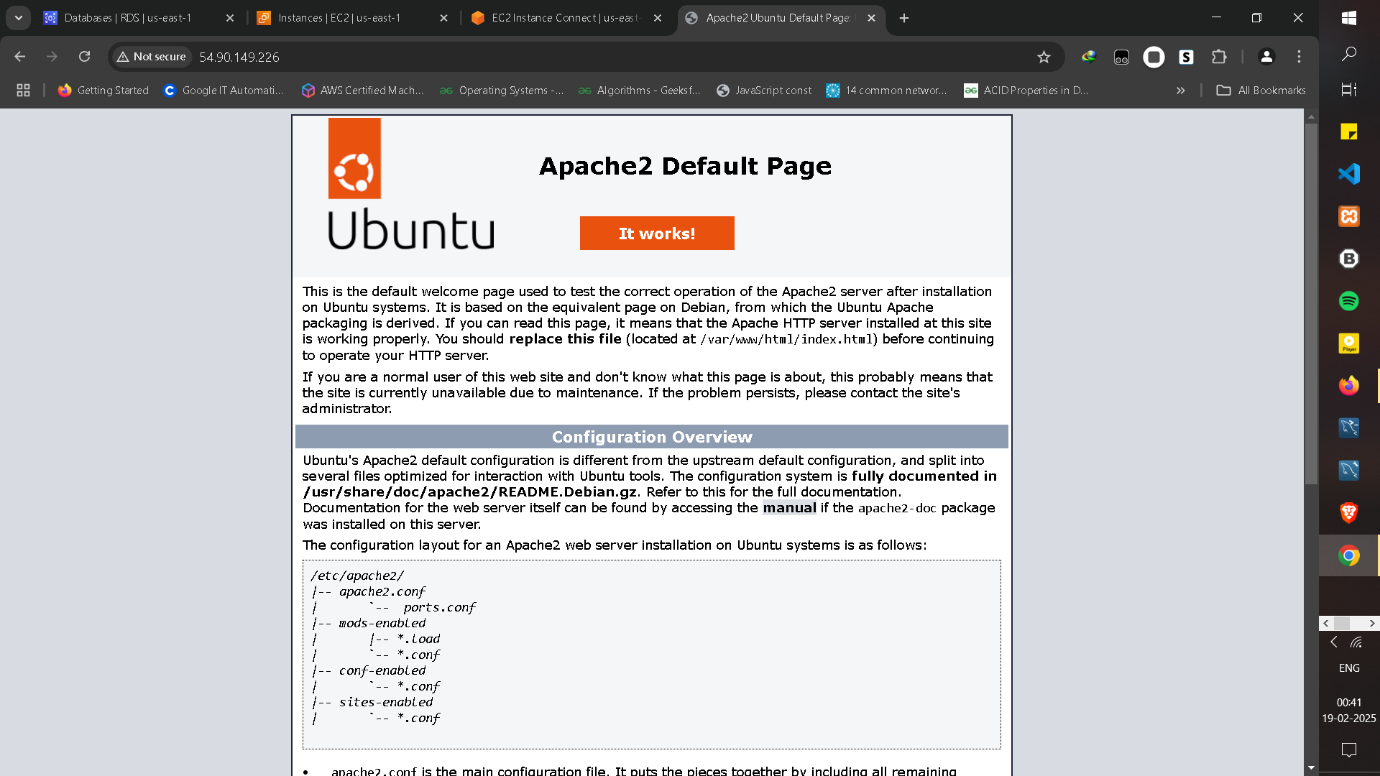 Databases | RDS | us-east-1
Instances | EC2 | us-east-1
EC2 Instance Connect | us-east-
Apache2 Ubuntu Default Page:
Not secure
54.90.149.226
Getting Started
Google IT Automati...
AWS Certified Mach...
Operating Systems -...
Algorithms - Geeksf...
JavaScript const
14 common networ...
ACID Properties in D...
»
All Bookmarks
Apache2 Default Page
Ubuntu
It works!
This is the default welcome page used to test the correct operation of the Apache2 server after installation
on Ubuntu systems. It is based on the equivalent page on Debian, from which the Ubuntu Apache
packaging is derived. If you can read this page, it means that the Apache HTTP server installed at this site
is working properly. You should replace this file (located at /var/www/html/index.html) before continuing
to operate your HTTP server.
If you are a normal user of this web site and don't know what this page is about, this probably means that
the site is currently unavailable due to maintenance. If the problem persists, please contact the site's
administrator.
Configuration Overview
Ubuntu's Apache2 default configuration is different from the upstream default configuration, and split into
several files optimized for interaction with Ubuntu tools. The configuration system is fully documented in
/usr/share/doc/apache2/README.Debian.gz. Refer to this for the full documentation.
Documentation for the web server itself can be found by accessing the manual if the apache2-doc package
was installed on this server.
The configuration layout for an Apache2 web server installation on Ubuntu systems is as follows:
/etc/apache2/
|-- apache2.conf
|       `--  ports.conf
|-- mods-enabled
|       |-- *.load
|       `-- *.conf
|-- conf-enabled
|       `-- *.conf
|-- sites-enabled
|       `-- *.conf
• apache2.conf is the main configuration file. It puts the pieces together by including all remaining
ENG
00:41
19-02-2025